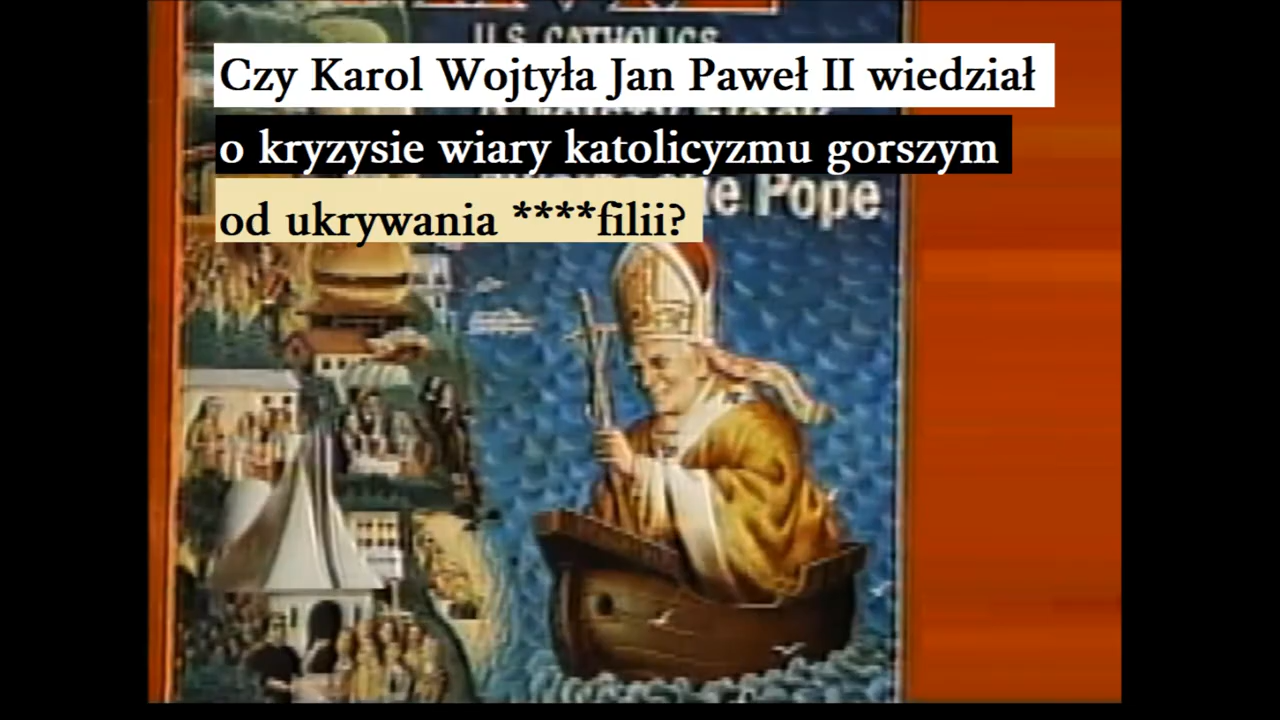 U.S. CATHOLICS
Czy Karol Wojtyła Jan Paweł II wiedział
o kryzysie wiary katolicyzmu gorszym
od ukrywania ****filii?
Pope